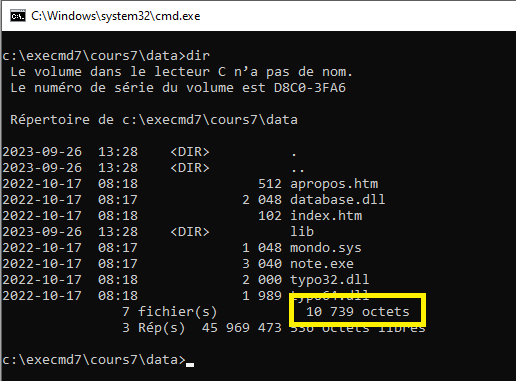 C:\Windows\system32\cmd.exe
c:\execmd7\cours7\data>dir
Le volume dans le lecteur C n’a pas de nom.
Le numéro de série du volume est D8C0-3FA6
Répertoire de c:\execmd7\cours7\data
2023-09-26 13:28 <DIR> .
2023-09-26 13:28 <DIR> ..
2022-10-17 08:18 512 apropos.htm
2022-10-17 08:17 2 048 database.dll
2022-10-17 08:18 102 index.htm
2023-09-26 13:28 <DIR> lib
2022-10-17 08:17 1 048 mondo.sys
2022-10-17 08:17 3 040 note.exe
2022-10-17 08:18 2 000 typo32.dll
2022-10-17 08:18 1 989 typo64.dll
7 fichier(s) 10 739 octets
3 Rép(s) 45 969 473 536 octets libres
c:\execmd7\cours7\data>